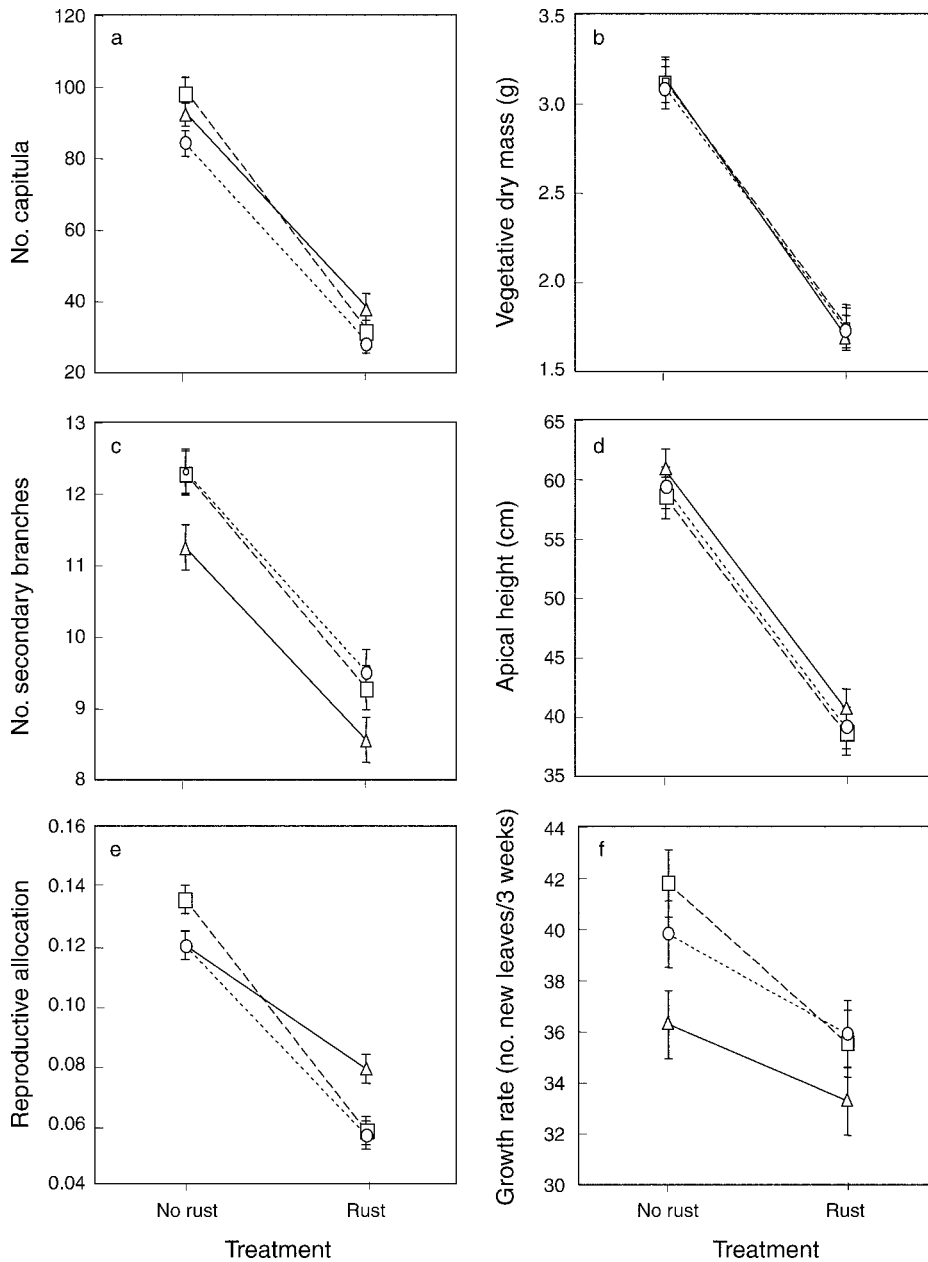 No. capitula
120
100
80
60
40
20
a
Vegetative dry mass (g)
3.5
3.0
2.5
2.0
1.5
b
No. secondary branches
13
12
11
10
9
8
c
Apical height (cm)
65
60
55
50
45
40
35
d
Reproductive allocation
0.16
0.14
0.12
0.10
0.08
0.06
0.04
e
No rust
Rust
Treatment
Growth rate (no. new leaves/3 weeks)
44
42
40
38
36
34
32
30
f
No rust
Rust
Treatment